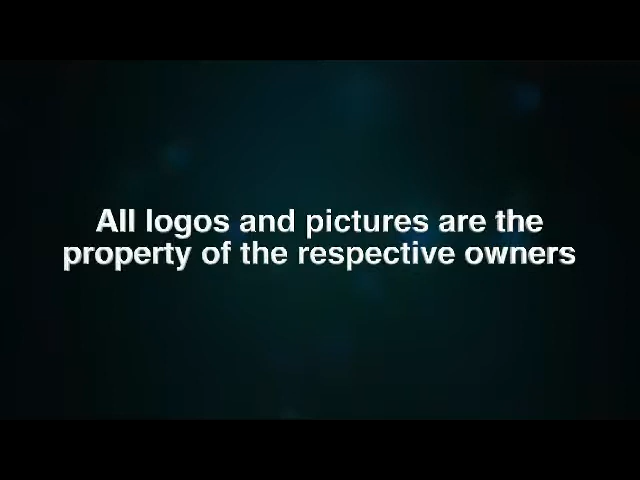 All logos and pictures are the
property of the respective owners